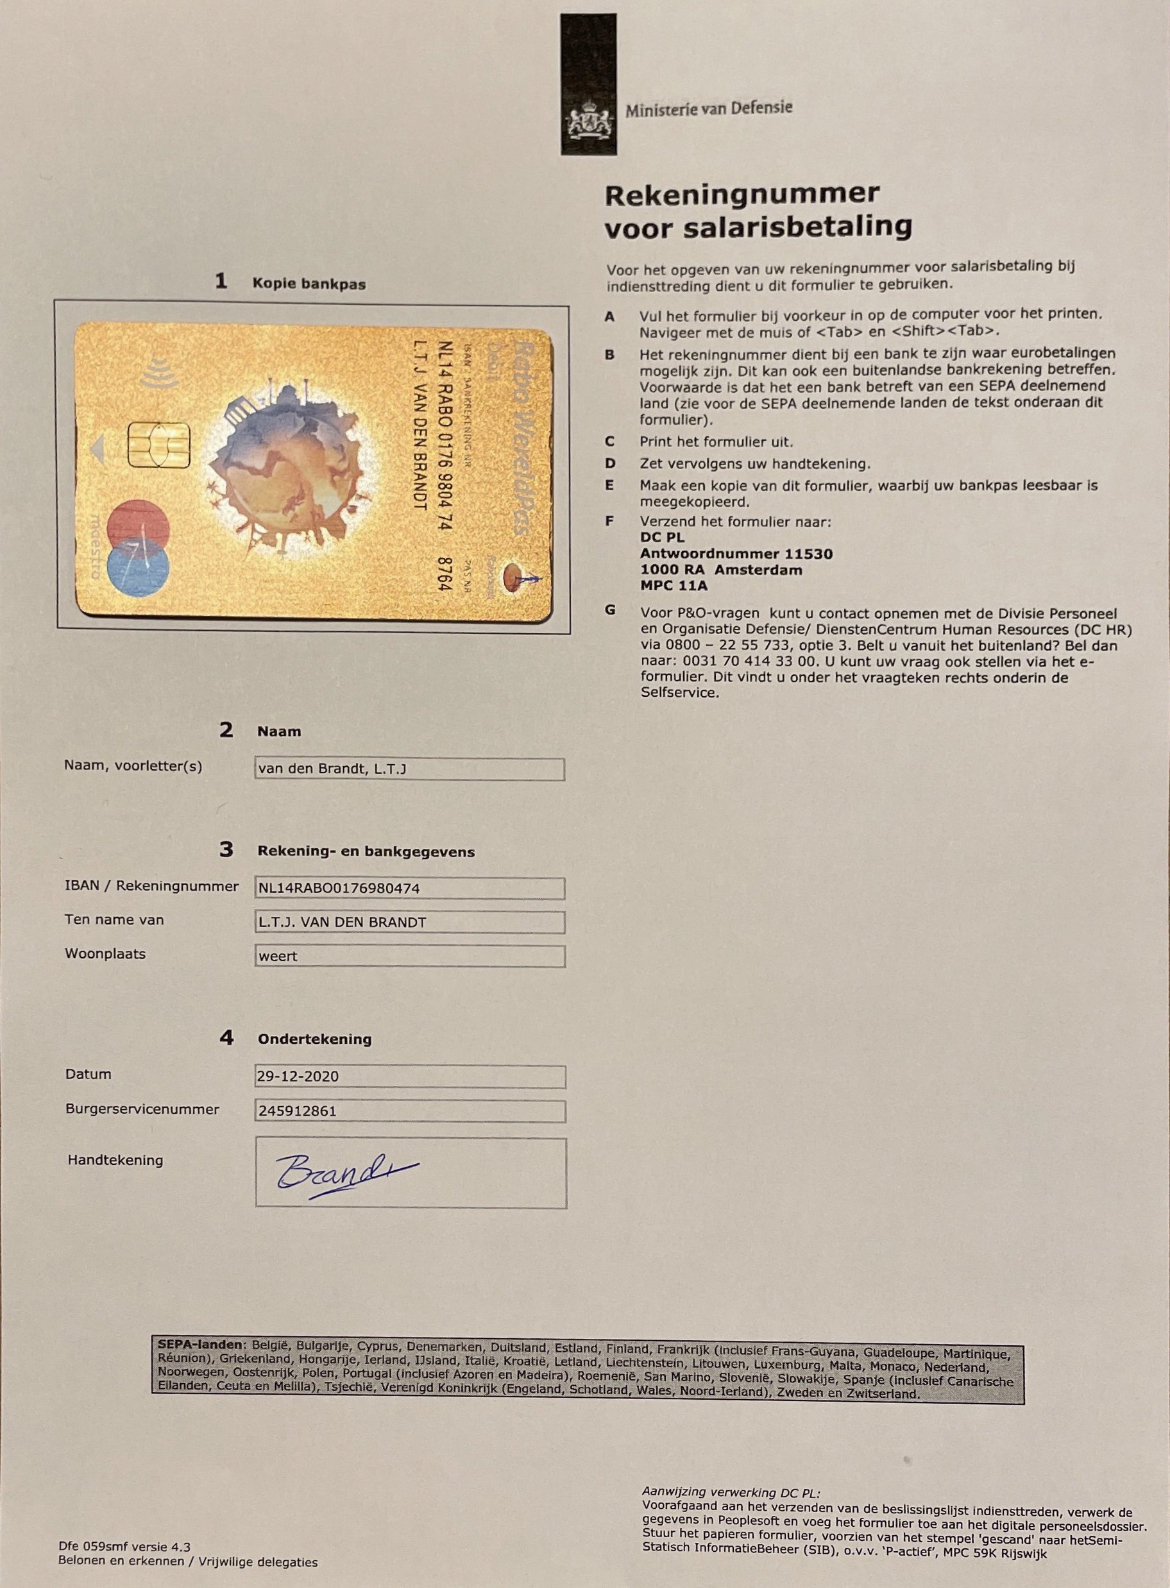 Ministerie van Defensie
Rekeningnummer
voor salarisbetaling
Voor het opgeven van uw rekeningnummer voor salarisbetaling bij
indiensttreding dient u dit formulier te gebruiken.
A Vul het formulier bij voorkeur in op de computer voor het printen.
Navigeer met de muis of <Tab> en <Shift><Tab>.
B Het rekeningnummer dient bij een bank te zijn waar eurobetalingen
mogelijk zijn. Dit kan ook een buitenlandse bankrekening betreffen.
Voorwaarde is dat het een bank betreft van een SEPA deelnemend
land (zie voor de SEPA deelnemende landen de tekst onderaan dit
formulier).
C Print het formulier uit.
D Zet vervolgens uw handtekening.
E Maak een kopie van dit formulier, waarbij uw bankpas leesbaar is
meegekopieerd.
F Verzend het formulier naar:
DC PL
Antwoordnummer 11530
1000 RA Amsterdam
MPC 11A
G Voor P&O-vragen kunt u contact opnemen met de Divisie Personeel
en Organisatie Defensie/ DienstenCentrum Human Resources (DC HR)
via 0800 – 22 55 733, optie 3. Belt u vanuit het buitenland? Bel dan
naar: 0031 70 414 33 00. U kunt uw vraag ook stellen via het e-
formulier. Dit vindt u onder het vraagteken rechts onderin de
Selfservice.
1 Kopie bankpas
Rabo WereldPas
Debit
Rabobank
IBAN - BANKREKENING NR
PAS NR
NL14 RABO 0176 9804 74 8764
L.T.J. VAN DEN BRANDT
maestro
2 Naam
Naam, voorletter(s) van den Brandt, L.T.J
3 Rekening- en bankgegevens
IBAN / Rekeningnummer NL14RABO0176980474
Ten name van L.T.J. VAN DEN BRANDT
Woonplaats weert
4 Ondertekening
Datum 29-12-2020
Burgerservicenummer 245912861
Handtekening Brandt
SEPA-landen: België, Bulgarije, Cyprus, Denemarken, Duitsland, Estland, Finland, Frankrijk (inclusief Frans-Guyana, Guadeloupe, Martinique,
Réunion), Griekenland, Hongarije, Ierland, IJsland, Italië, Kroatië, Letland, Liechtenstein, Litouwen, Luxemburg, Malta, Monaco, Nederland,
Noorwegen, Oostenrijk, Polen, Portugal (inclusief Azoren en Madeira), Roemenië, San Marino, Slovenië, Slowakije, Spanje (inclusief Canarische
Eilanden, Ceuta en Melilla), Tsjechië, Verenigd Koninkrijk (Engeland, Schotland, Wales, Noord-Ierland), Zweden en Zwitserland.
Aanwijzing verwerking DC PL:
Voorafgaand aan het verzenden van de beslissingslijst indiensttreden, verwerk de
gegevens in Peoplesoft en voeg het formulier toe aan het digitale personeelsdossier.
Stuur het papieren formulier, voorzien van het stempel 'gescand' naar hetSemi-
Statisch InformatieBeheer (SIB), o.v.v. 'P-actief', MPC 59K Rijswijk
Dfe 059smf versie 4.3
Belonen en erkennen / Vrijwilige delegaties